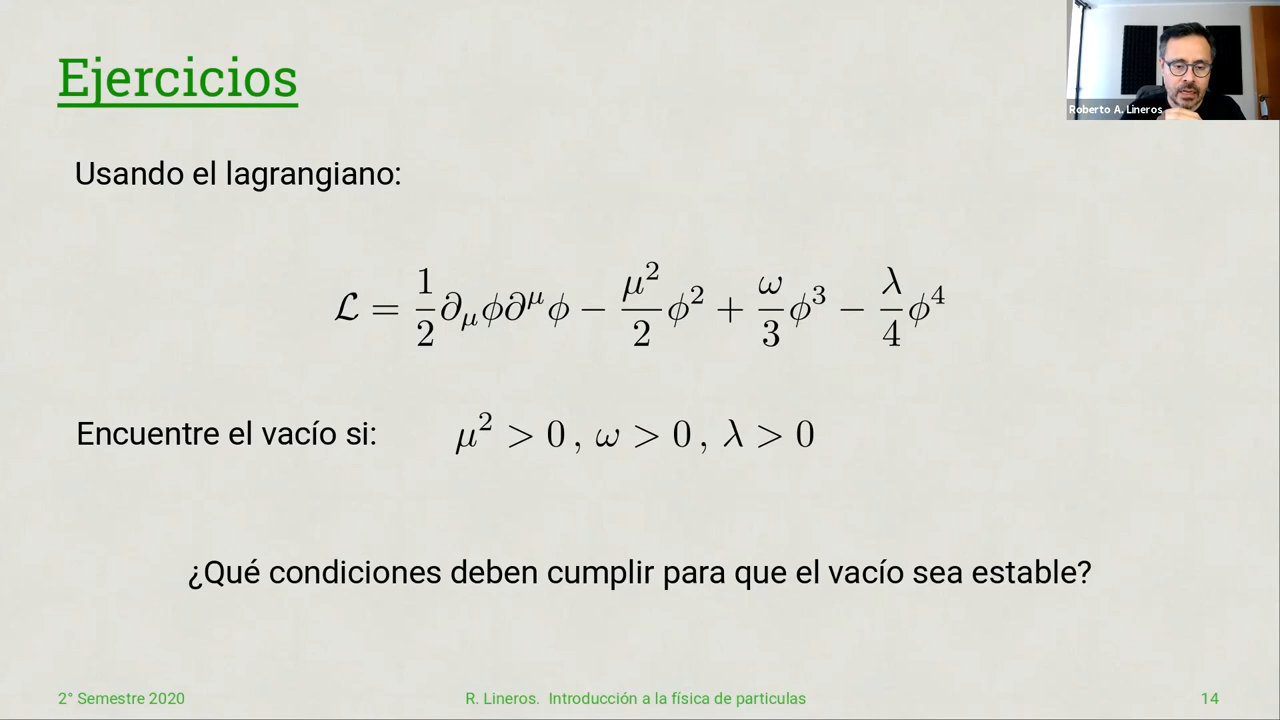 Ejercicios
Roberto A. Lineros
Usando el lagrangiano:
ℒ = 1/2 ∂_μϕ∂^μϕ − μ²/2 ϕ² + ω/3 ϕ³ − λ/4 ϕ⁴
Encuentre el vacío si: μ² > 0 , ω > 0 , λ > 0
¿Qué condiciones deben cumplir para que el vacío sea estable?
2° Semestre 2020 R. Lineros. Introducción a la física de particulas 14